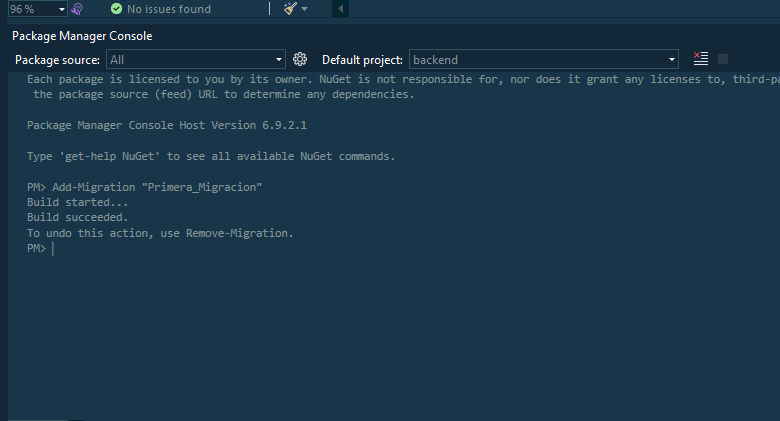 96 %
No issues found
Package Manager Console
Package source: All
Default project: backend
Each package is licensed to you by its owner. NuGet is not responsible for, nor does it grant any licenses to, third-pa
the package source (feed) URL to determine any dependencies.
Package Manager Console Host Version 6.9.2.1
Type 'get-help NuGet' to see all available NuGet commands.
PM> Add-Migration "Primera_Migracion"
Build started...
Build succeeded.
To undo this action, use Remove-Migration.
PM>